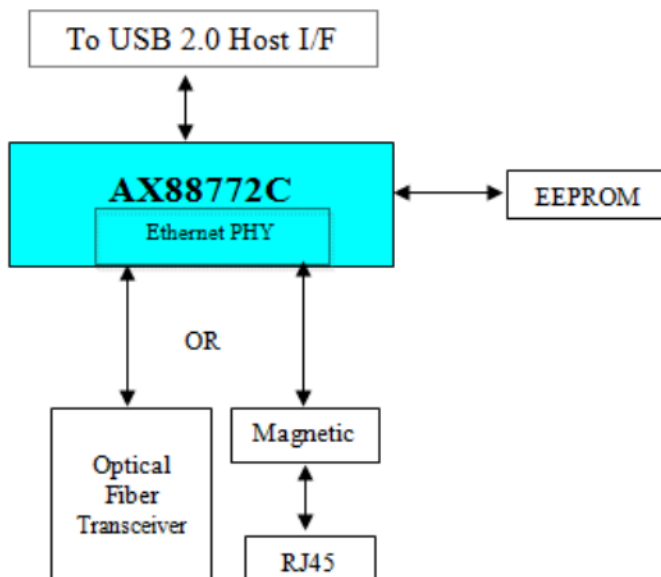 To USB 2.0 Host I/F
AX88772C
Ethernet PHY
EEPROM
OR
Optical
Fiber
Transceiver
Magnetic
RJ45